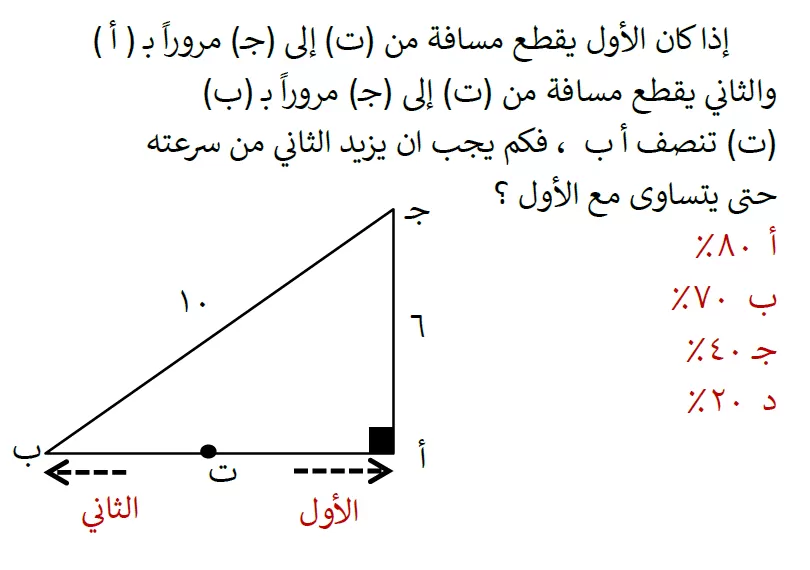 إذا كان الأول يقطع مسافة من (ت) إلى (جـ) مروراً بـ ( أ )
والثاني يقطع مسافة من (ت) إلى (جـ) مروراً بـ (ب)
(ت) تنصف أ ب ، فكم يجب ان يزيد الثاني من سرعته
حتى يتساوى مع الأول ؟
أ ٨٠٪
ب ٧٠٪
جـ ٤٠٪
د ٢٠٪
جـ
١٠
٦
أ
ب
ت
الأول
الثاني